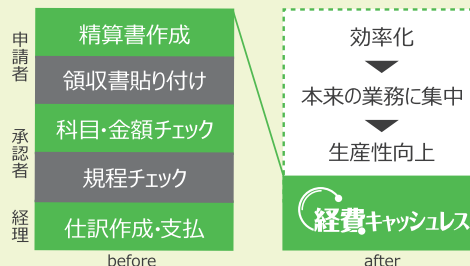 申請者
精算書作成
領収書貼り付け
承認者
科目・金額チェック
規程チェック
経理
仕訳作成・支払
before
効率化
本来の業務に集中
生産性向上
経費キャッシュレス
after